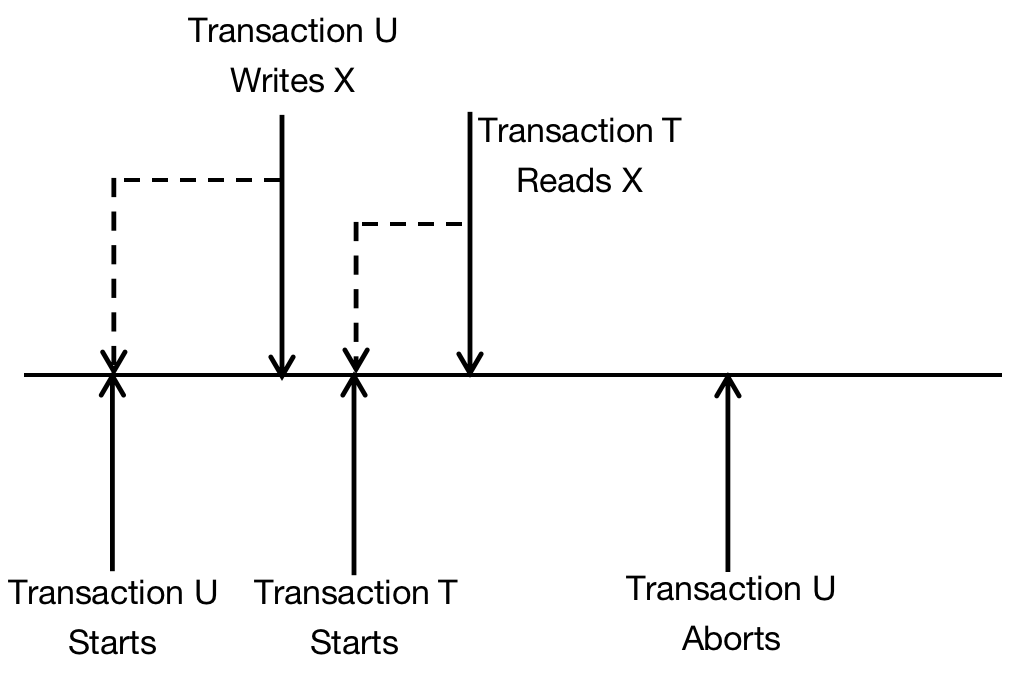 Transaction U
Writes X
Transaction T
Reads X
Transaction U
Starts
Transaction T
Starts
Transaction U
Aborts